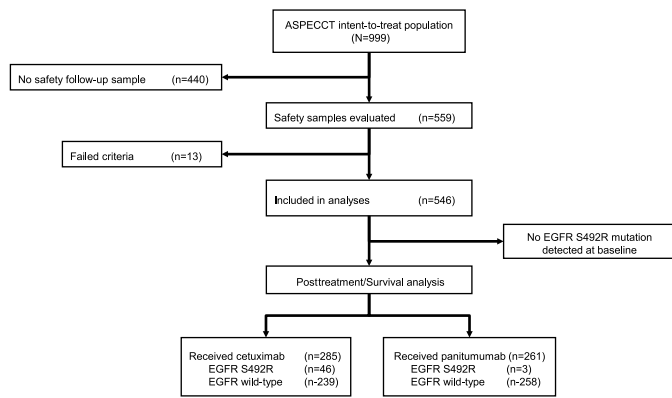 ASPECCT intent-to-treat population
(N=999)
No safety follow-up sample (n=440)
Safety samples evaluated (n=559)
Failed criteria (n=13)
Included in analyses (n=546)
No EGFR S492R mutation
detected at baseline
Posttreatment/Survival analysis
Received cetuximab (n=285)
EGFR S492R (n=46)
EGFR wild-type (n-239)
Received panitumumab (n=261)
EGFR S492R (n=3)
EGFR wild-type (n-258)